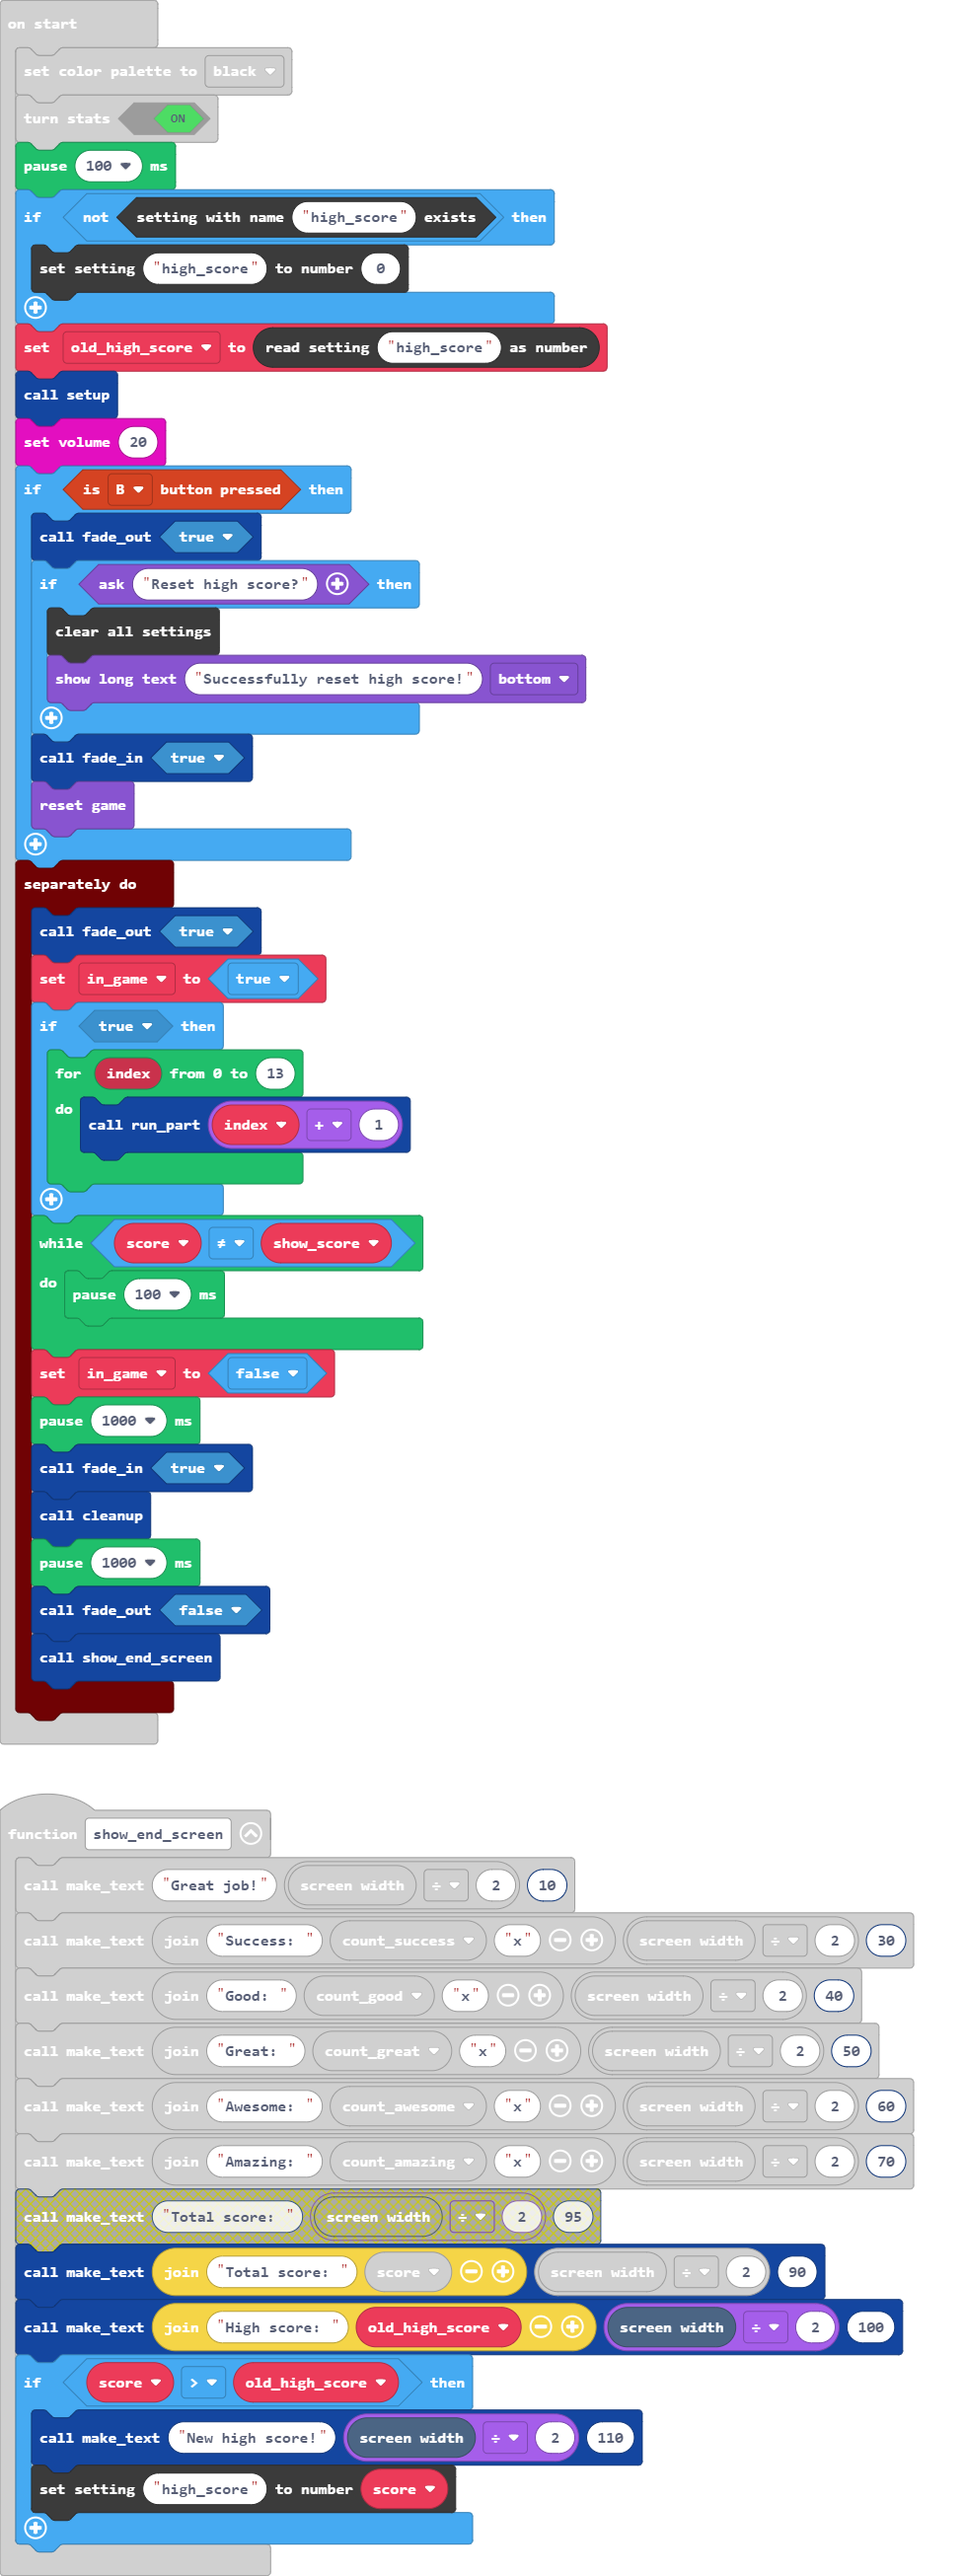 on start
set color palette to black
turn stats ON
pause 100 ms
if not setting with name "high_score" exists then
set setting "high_score" to number 0
set old_high_score to read setting "high_score" as number
call setup
set volume 20
if is B button pressed then
call fade_out true
if ask "Reset high score?" then
clear all settings
show long text "Successfully reset high score!" bottom
call fade_in true
reset game
separately do
call fade_out true
set in_game to true
if true then
for index from 0 to 13
do call run_part index + 1
while score ≠ show_score
do pause 100 ms
set in_game to false
pause 1000 ms
call fade_in true
call cleanup
pause 1000 ms
call fade_out false
call show_end_screen
function show_end_screen
call make_text "Great job!" screen width ÷ 2 10
call make_text join "Success: " count_success "x" screen width ÷ 2 30
call make_text join "Good: " count_good "x" screen width ÷ 2 40
call make_text join "Great: " count_great "x" screen width ÷ 2 50
call make_text join "Awesome: " count_awesome "x" screen width ÷ 2 60
call make_text join "Amazing: " count_amazing "x" screen width ÷ 2 70
call make_text "Total score: " screen width ÷ 2 95
call make_text join "Total score: " score screen width ÷ 2 90
call make_text join "High score: " old_high_score screen width ÷ 2 100
if score > old_high_score then
call make_text "New high score!" screen width ÷ 2 110
set setting "high_score" to number score